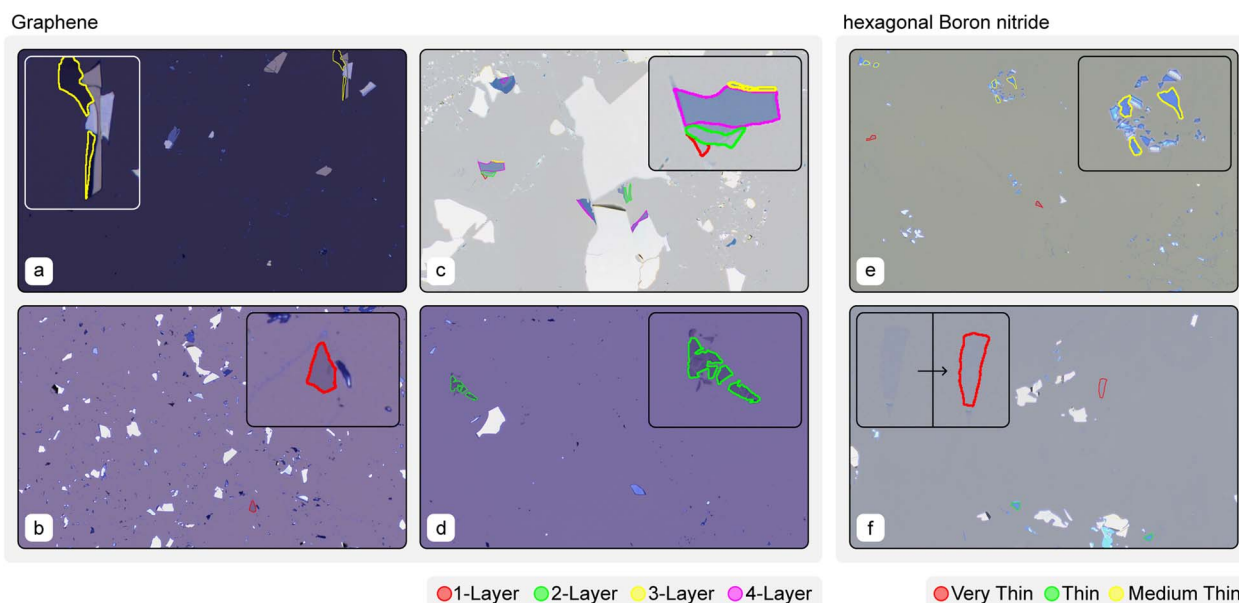 Graphene
hexagonal Boron nitride
a
c
e
b
d
f
1-Layer 2-Layer 3-Layer 4-Layer
Very Thin Thin Medium Thin